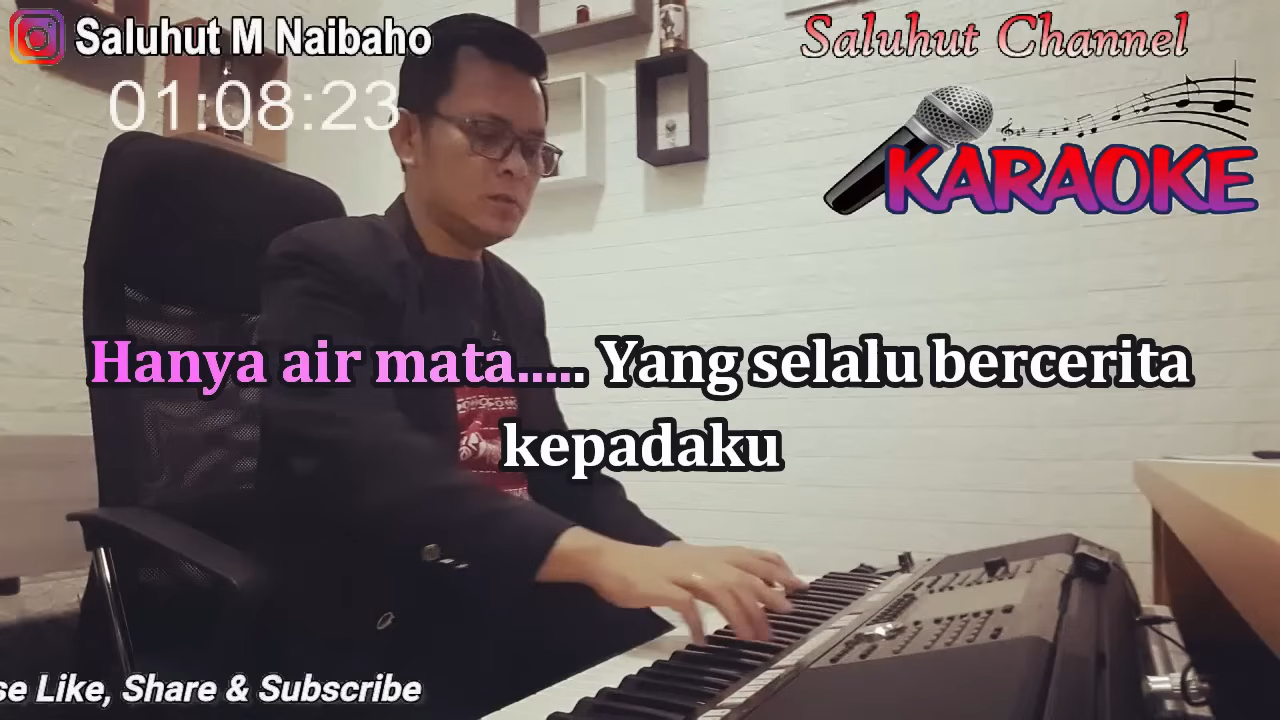 Saluhut M Naibaho
Saluhut Channel
01:08:23
KARAOKE
Hanya air mata..... Yang selalu bercerita
kepadaku
se Like, Share & Subscribe